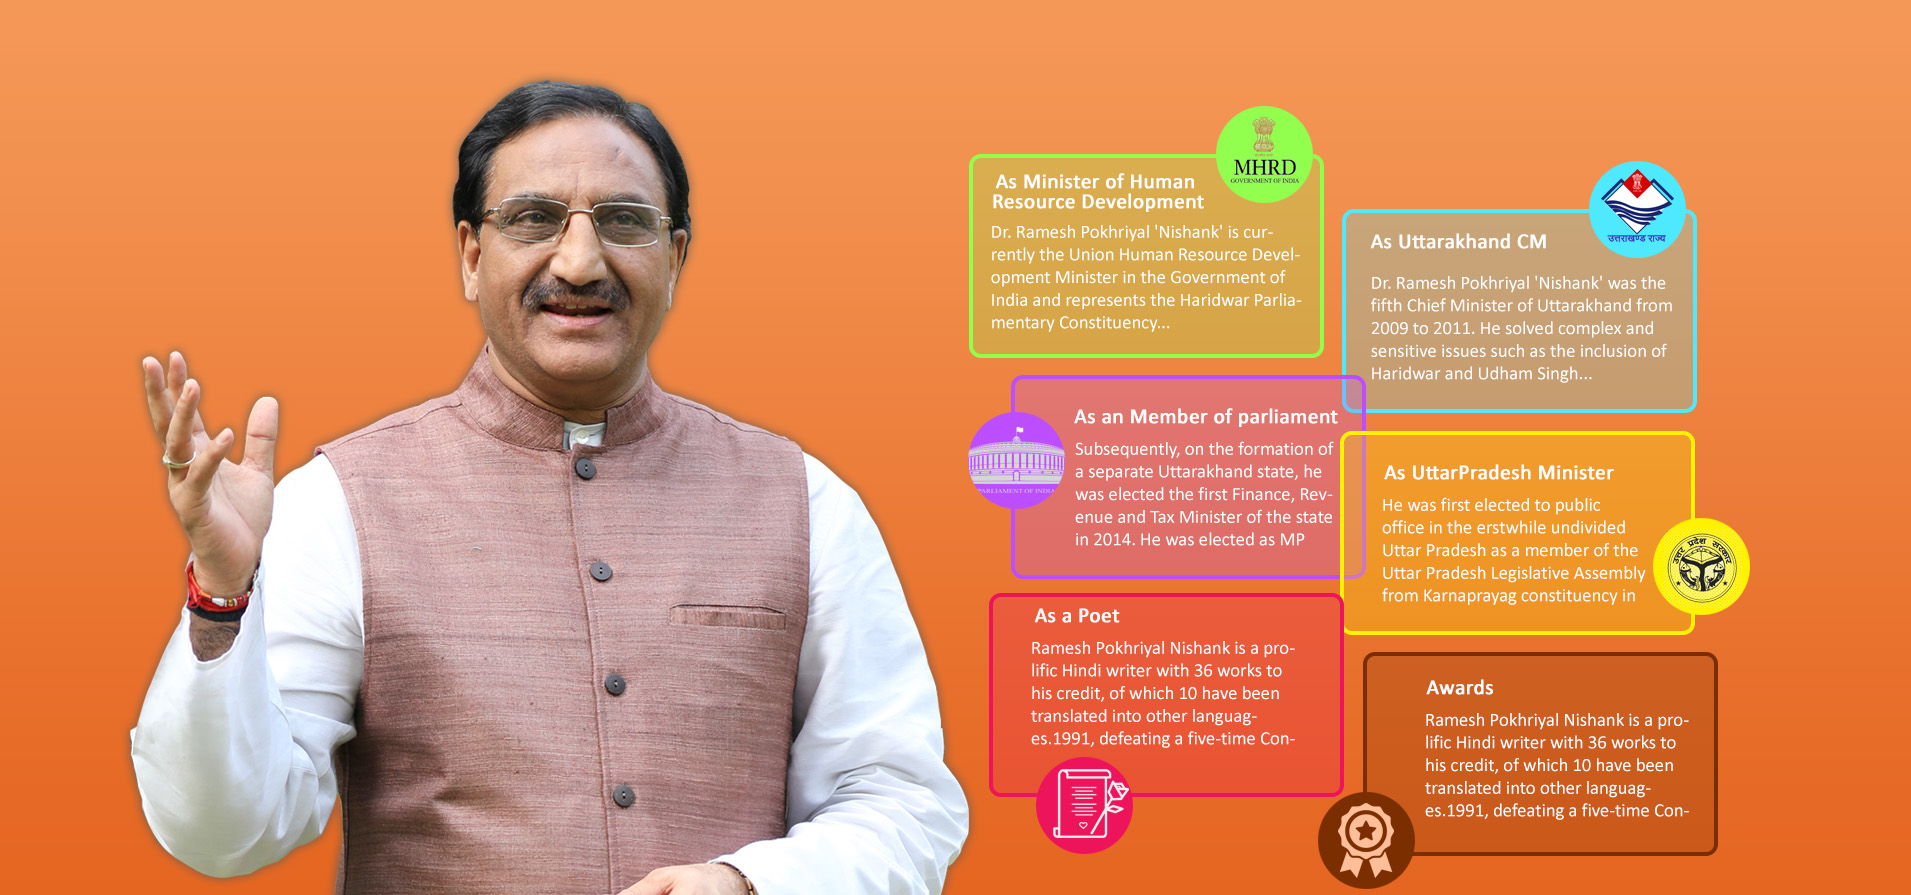 MHRD
GOVERNMENT OF INDIA
As Minister of Human
Resource Development
Dr. Ramesh Pokhriyal 'Nishank' is cur-
rently the Union Human Resource Devel-
opment Minister in the Government of
India and represents the Haridwar Parlia-
mentary Constituency...
उत्तराखण्ड राज्य
As Uttarakhand CM
Dr. Ramesh Pokhriyal 'Nishank' was the
fifth Chief Minister of Uttarakhand from
2009 to 2011. He solved complex and
sensitive issues such as the inclusion of
Haridwar and Udham Singh...
As an Member of parliament
Subsequently, on the formation of
a separate Uttarakhand state, he
was elected the first Finance, Rev-
enue and Tax Minister of the state
in 2014. He was elected as MP
PARLIAMENT OF INDIA
As UttarPradesh Minister
He was first elected to public
office in the erstwhile undivided
Uttar Pradesh as a member of the
Uttar Pradesh Legislative Assembly
from Karnaprayag constituency in
उत्तर प्रदेश सरकार
As a Poet
Ramesh Pokhriyal Nishank is a pro-
lific Hindi writer with 36 works to
his credit, of which 10 have been
translated into other languag-
es.1991, defeating a five-time Con-
Awards
Ramesh Pokhriyal Nishank is a pro-
lific Hindi writer with 36 works to
his credit, of which 10 have been
translated into other languag-
es.1991, defeating a five-time Con-